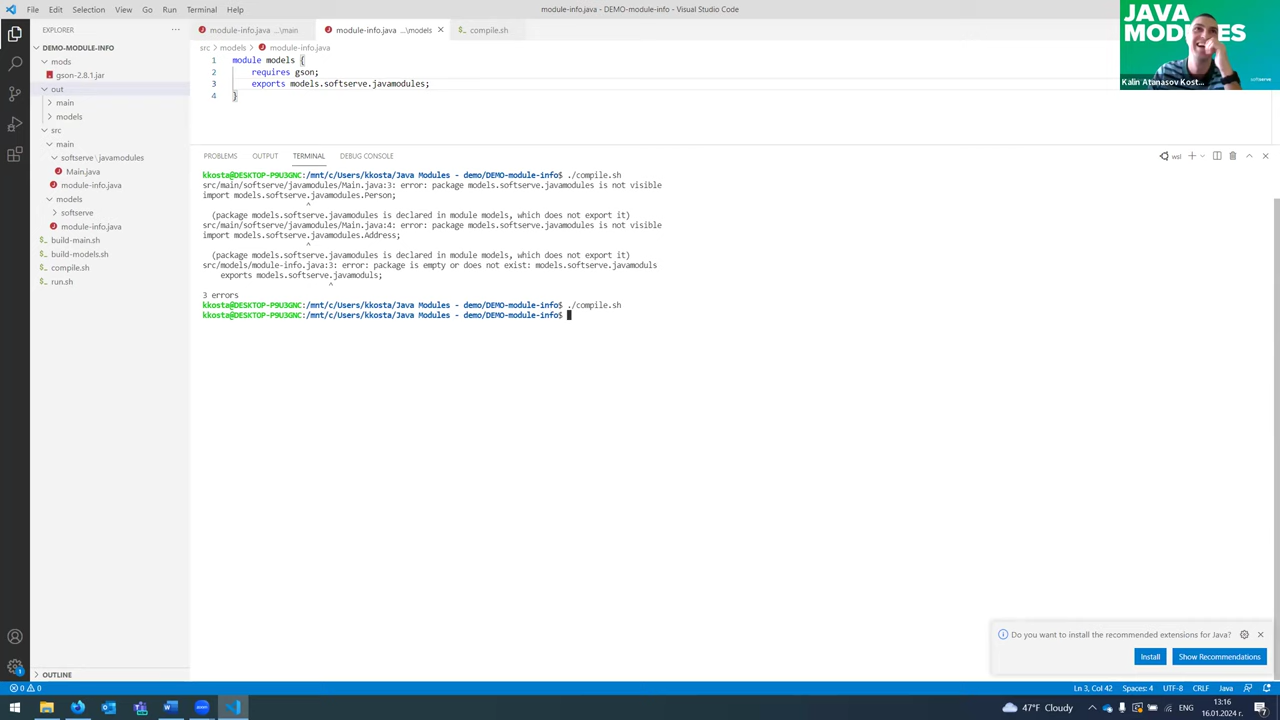 File Edit Selection View Go Run Terminal Help
module-info.java - DEMO-module-info - Visual Studio Code
JAVA
MODULES
softserve
Kalin Atanasov Kost...
EXPLORER
DEMO-MODULE-INFO
mods
gson-2.8.1.jar
out
main
models
src
main
softserve \ javamodules
Main.java
module-info.java
models
softserve
module-info.java
build-main.sh
build-models.sh
compile.sh
run.sh
OUTLINE
module-info.java ...\main
module-info.java ...\models
compile.sh
src > models > module-info.java
1 module models {
2 requires gson;
3 exports models.softserve.javamodules;
4 }
PROBLEMS OUTPUT TERMINAL DEBUG CONSOLE
wsl
kkosta@DESKTOP-P9U3GNC:/mnt/c/Users/kkosta/Java Modules - demo/DEMO-module-info$ ./compile.sh
src/main/softserve/javamodules/Main.java:3: error: package models.softserve.javamodules is not visible
import models.softserve.javamodules.Person;
^
(package models.softserve.javamodules is declared in module models, which does not export it)
src/main/softserve/javamodules/Main.java:4: error: package models.softserve.javamodules is not visible
import models.softserve.javamodules.Address;
^
(package models.softserve.javamodules is declared in module models, which does not export it)
src/models/module-info.java:3: error: package is empty or does not exist: models.softserve.javamoduls
exports models.softserve.javamoduls;
^
3 errors
kkosta@DESKTOP-P9U3GNC:/mnt/c/Users/kkosta/Java Modules - demo/DEMO-module-info$ ./compile.sh
kkosta@DESKTOP-P9U3GNC:/mnt/c/Users/kkosta/Java Modules - demo/DEMO-module-info$
Do you want to install the recommended extensions for Java?
Install
Show Recommendations
0 0
Ln 3, Col 42 Spaces: 4 UTF-8 CRLF Java
47°F Cloudy
ENG
13:16
16.01.2024 г.
7